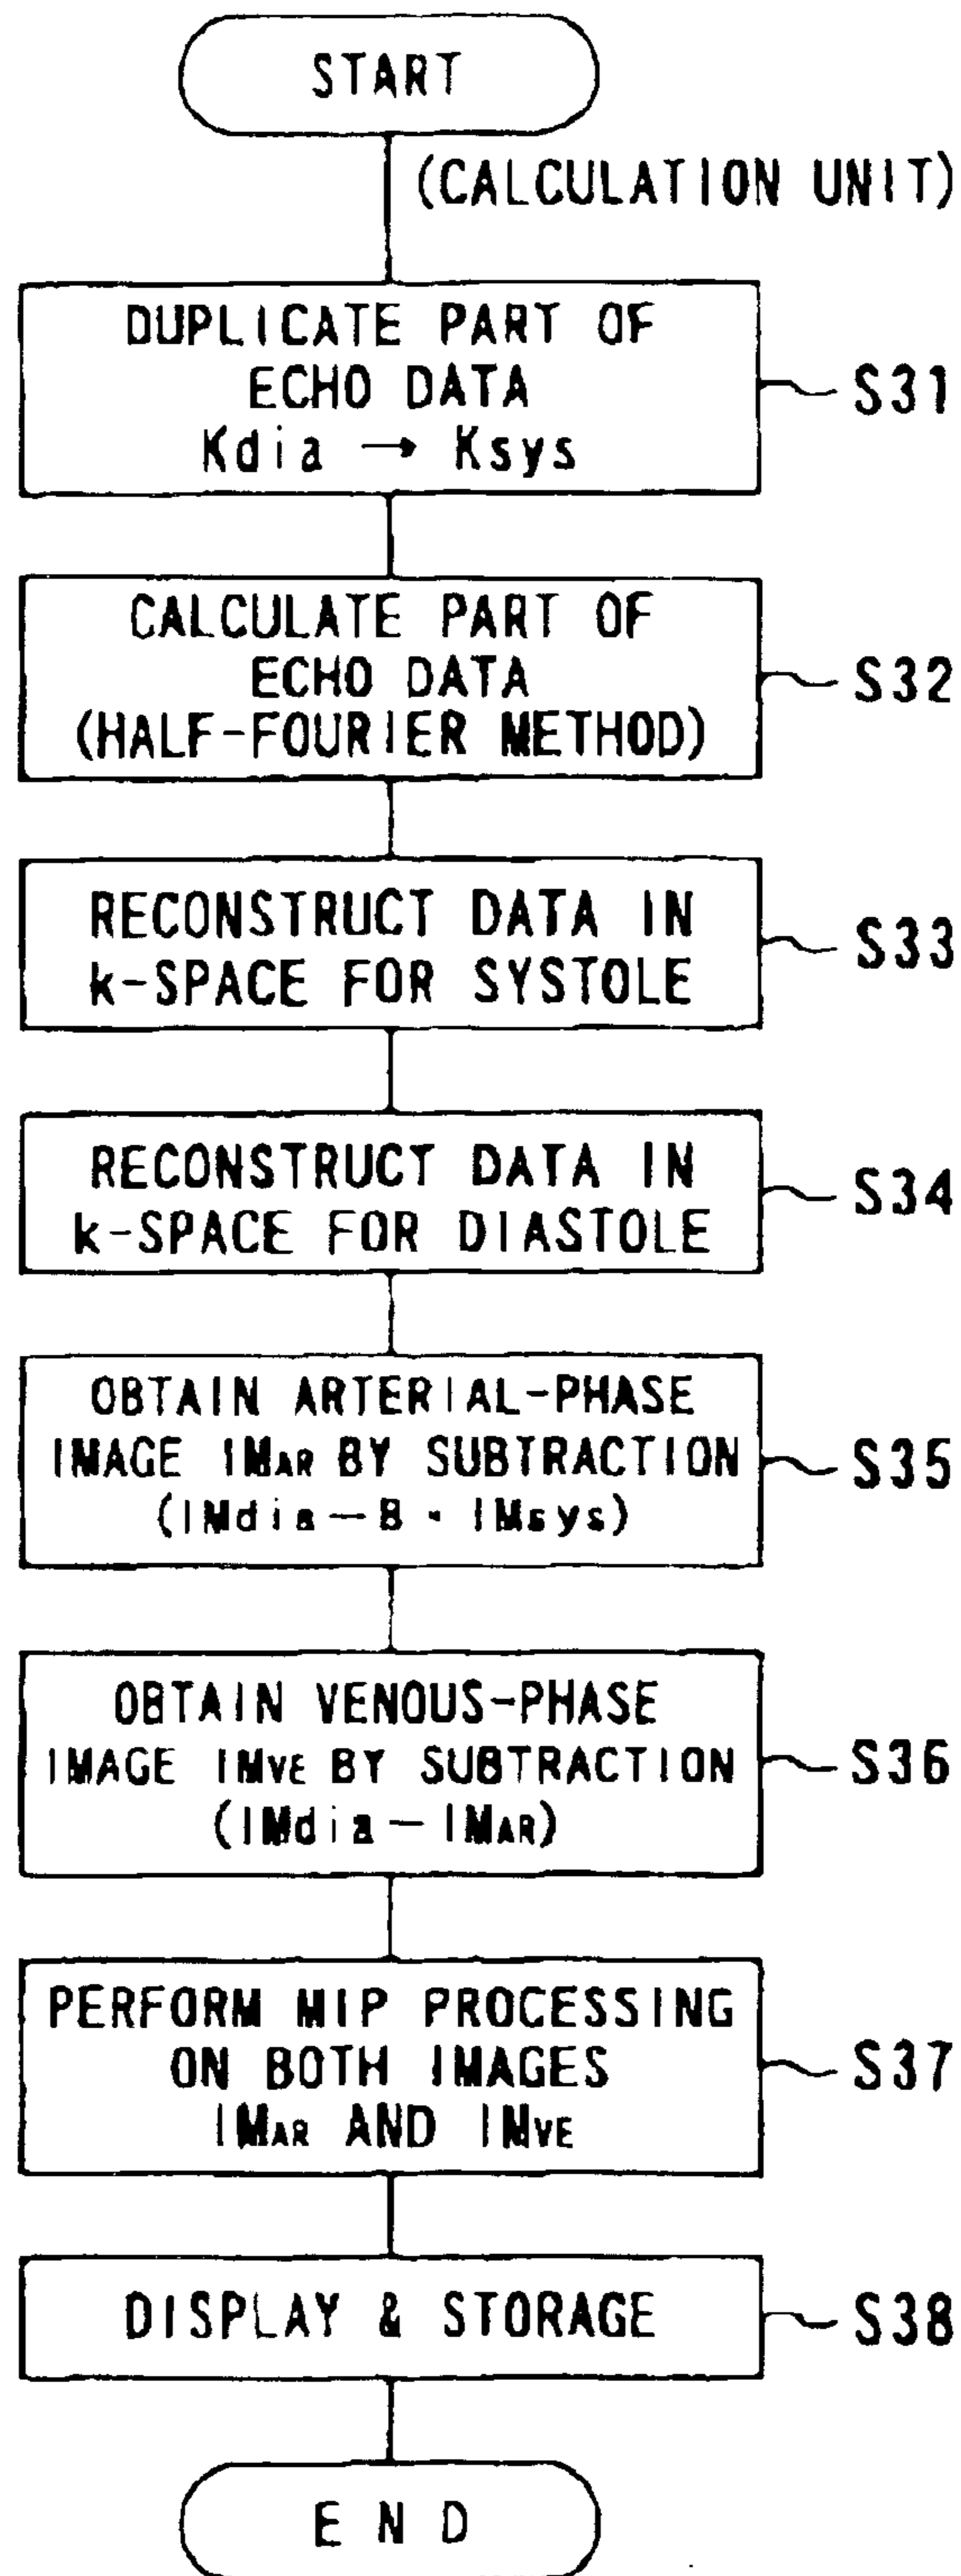 START
(CALCULATION UNIT)
DUPLICATE PART OF
ECHO DATA
Kdia → Ksys
S31
CALCULATE PART OF
ECHO DATA
(HALF-FOURIER METHOD)
S32
RECONSTRUCT DATA IN
k-SPACE FOR SYSTOLE
S33
RECONSTRUCT DATA IN
k-SPACE FOR DIASTOLE
S34
OBTAIN ARTERIAL-PHASE
IMAGE IMAR BY SUBTRACTION
(IMdia－B・IMsys)
S35
OBTAIN VENOUS-PHASE
IMAGE IMVE BY SUBTRACTION
(IMdia－IMAR)
S36
PERFORM MIP PROCESSING
ON BOTH IMAGES
IMAR AND IMVE
S37
DISPLAY & STORAGE
S38
END